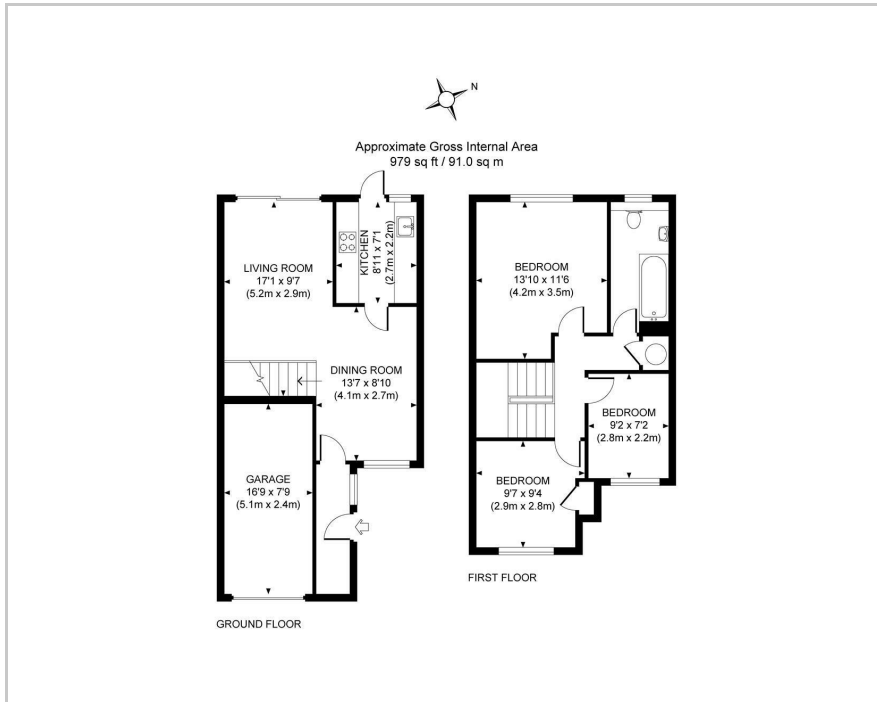 N
Approximate Gross Internal Area
979 sq ft / 91.0 sq m
KITCHEN
8'11 x 7'1
(2.7m x 2.2m)
LIVING ROOM
17'1 x 9'7
(5.2m x 2.9m)
DINING ROOM
13'7 x 8'10
(4.1m x 2.7m)
GARAGE
16'9 x 7'9
(5.1m x 2.4m)
GROUND FLOOR
BEDROOM
13'10 x 11'6
(4.2m x 3.5m)
BEDROOM
9'2 x 7'2
(2.8m x 2.2m)
BEDROOM
9'7 x 9'4
(2.9m x 2.8m)
FIRST FLOOR